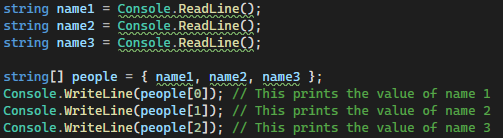 string name1 = Console.ReadLine();
string name2 = Console.ReadLine();
string name3 = Console.ReadLine();
string[] people = { name1, name2, name3 };
Console.WriteLine(people[0]); // This prints the value of name 1
Console.WriteLine(people[1]); // This prints the value of name 2
Console.WriteLine(people[2]); // This prints the value of name 3